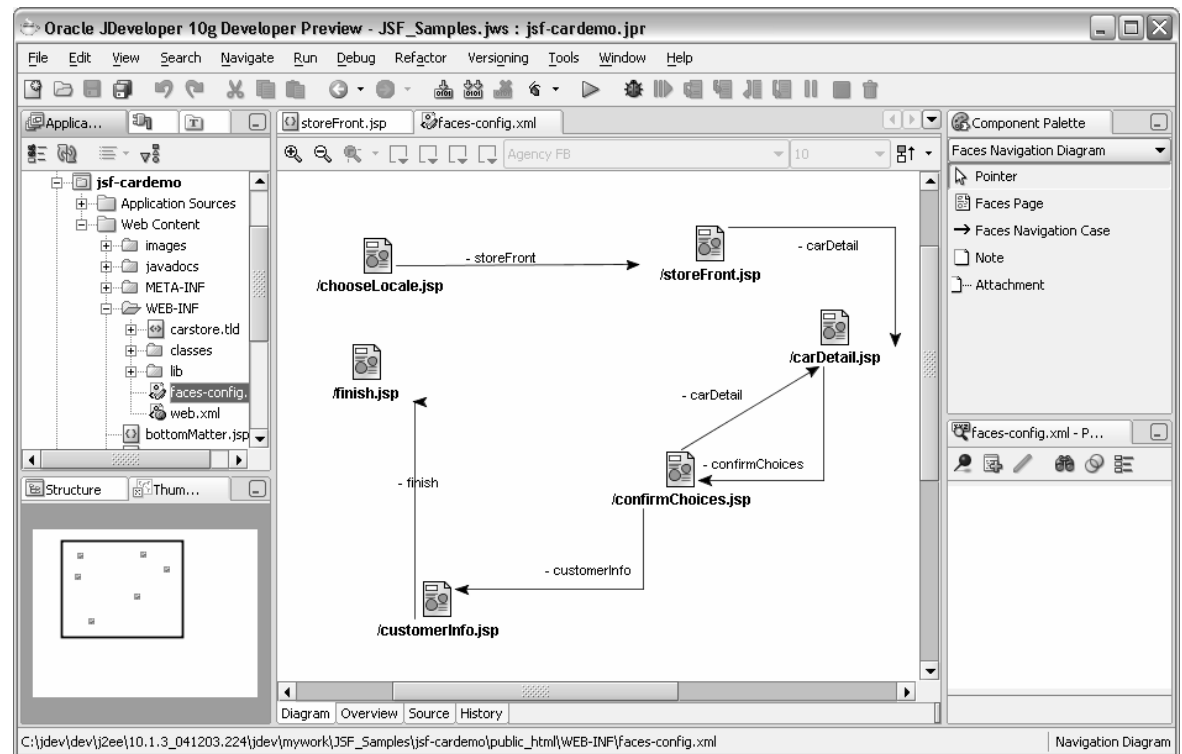 Oracle JDeveloper 10g Developer Preview - JSF_Samples.jws : jsf-cardemo.jpr
File Edit View Search Navigate Run Debug Refactor Versioning Tools Window Help
Applica...
storeFront.jsp
faces-config.xml
Component Palette
Agency FB
10
Faces Navigation Diagram
Pointer
Faces Page
Faces Navigation Case
Note
Attachment
jsf-cardemo
Application Sources
Web Content
images
javadocs
META-INF
WEB-INF
carstore.tld
classes
lib
faces-config.
web.xml
bottomMatter.jsp
/chooseLocale.jsp
- storeFront
/storeFront.jsp
- carDetail
/carDetail.jsp
/finish.jsp
- carDetail
- confirmChoices
/confirmChoices.jsp
- finish
- customerInfo
/customerInfo.jsp
faces-config.xml - P...
Structure
Thum...
Diagram Overview Source History
C:\jdev\dev\j2ee\10.1.3_041203.224\jdev\mywork\JSF_Samples\jsf-cardemo\public_html\WEB-INF\faces-config.xml
Navigation Diagram